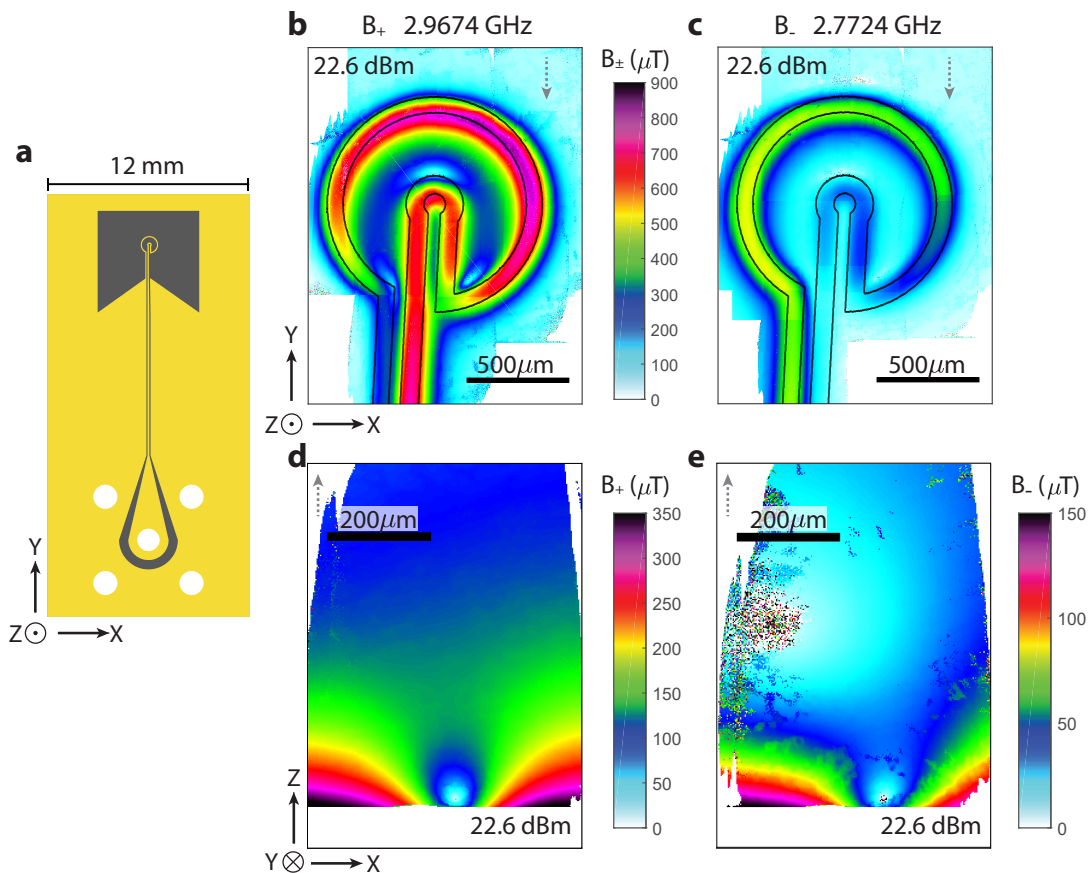 a
12 mm
Y
Z
X
b
B+ 2.9674 GHz
22.6 dBm
500μm
Y
Z
X
B± (μT)
900
800
700
600
500
400
300
200
100
0
c
B- 2.7724 GHz
22.6 dBm
500μm
d
200μm
22.6 dBm
Z
Y
X
B+ (μT)
350
300
250
200
150
100
50
0
e
200μm
22.6 dBm
B- (μT)
150
100
50
0